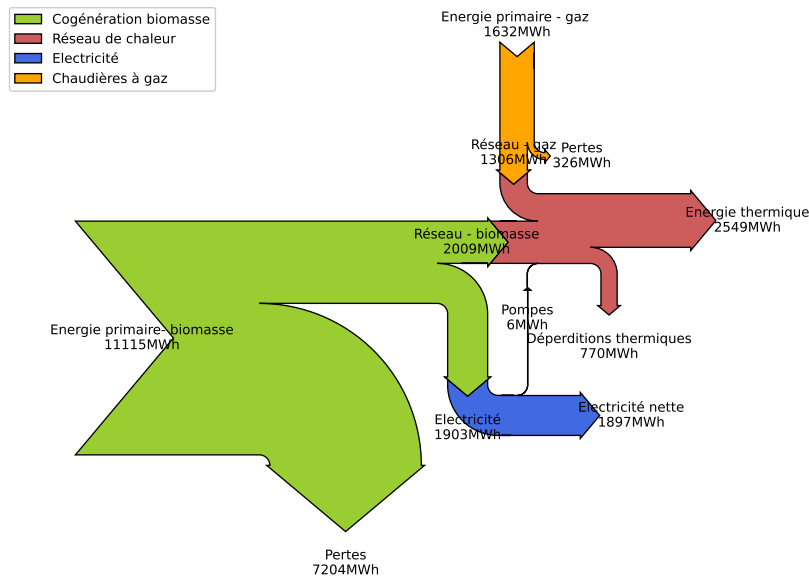 Cogénération biomasse
Réseau de chaleur
Electricité
Chaudières à gaz
Energie primaire - gaz
1632MWh
Réseau - gaz
1306MWh
Pertes
326MWh
Energie thermique
2549MWh
Réseau - biomasse
2009MWh
Energie primaire- biomasse
11115MWh
Pompes
6MWh
Déperditions thermiques
770MWh
Electricité
1903MWh
Electricité nette
1897MWh
Pertes
7204MWh